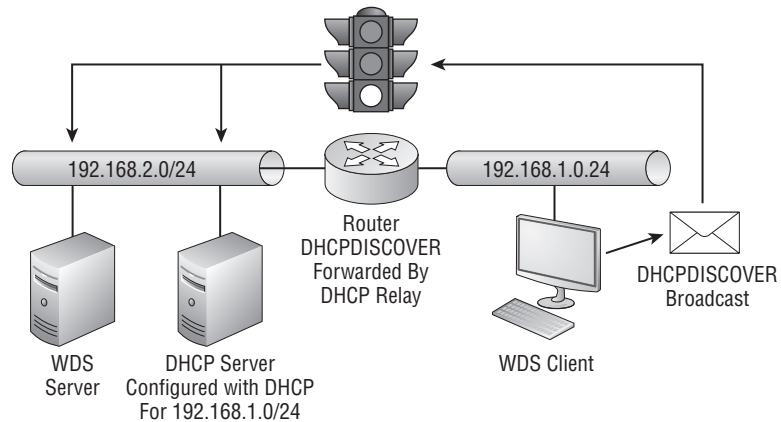 192.168.2.0/24
192.168.1.0.24
Router
DHCPDISCOVER
Forwarded By
DHCP Relay
DHCPDISCOVER
Broadcast
WDS
Server
DHCP Server
Configured with DHCP
For 192.168.1.0/24
WDS Client